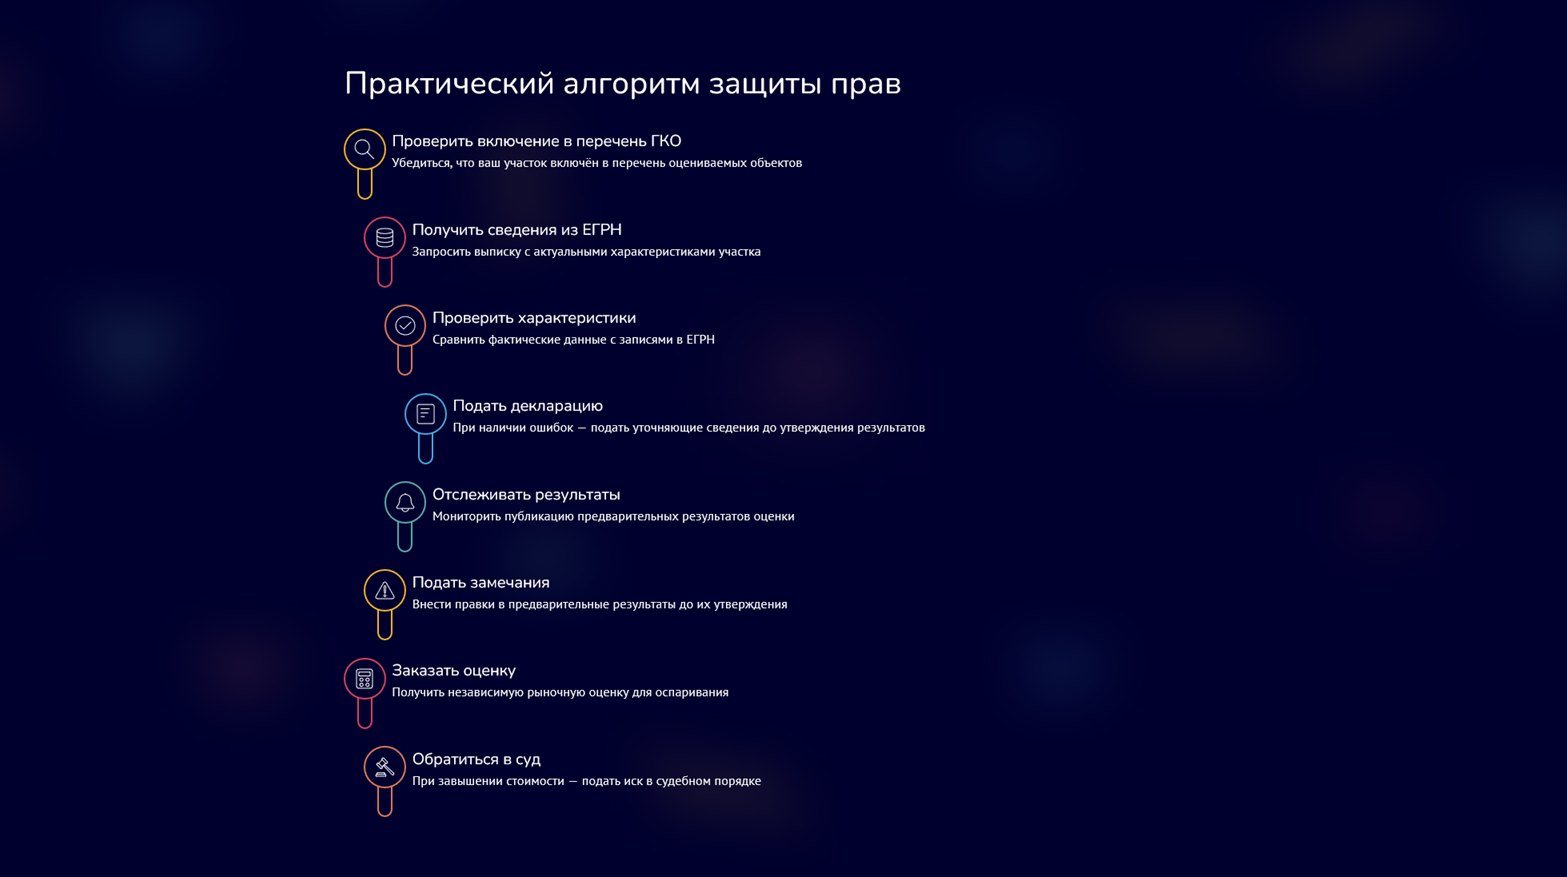 Практический алгоритм защиты прав
Проверить включение в перечень ГКО
Убедиться, что ваш участок включён в перечень оцениваемых объектов
Получить сведения из ЕГРН
Запросить выписку с актуальными характеристиками участка
Проверить характеристики
Сравнить фактические данные с записями в ЕГРН
Подать декларацию
При наличии ошибок — подать уточняющие сведения до утверждения результатов
Отслеживать результаты
Мониторить публикацию предварительных результатов оценки
Подать замечания
Внести правки в предварительные результаты до их утверждения
Заказать оценку
Получить независимую рыночную оценку для оспаривания
Обратиться в суд
При завышении стоимости — подать иск в судебном порядке